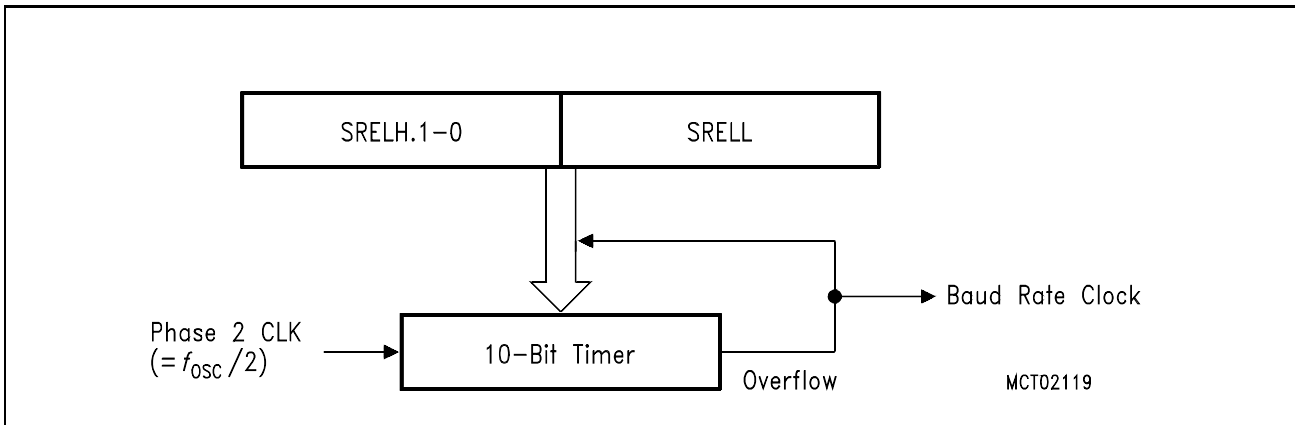 SRELH.1-0
SRELL
Baud Rate Clock
Phase 2 CLK
(= fOSC /2)
10-Bit Timer
Overflow
MCT02119